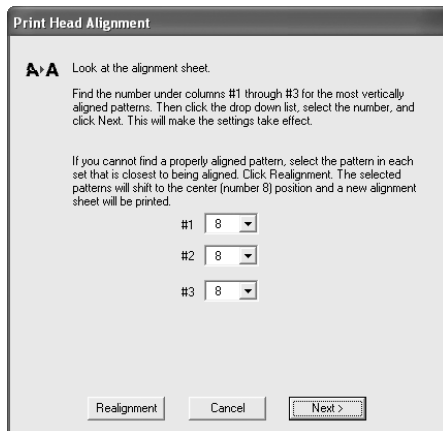 Print Head Alignment
A›A Look at the alignment sheet.
Find the number under columns #1 through #3 for the most vertically
aligned patterns. Then click the drop down list, select the number, and
click Next. This will make the settings take effect.
If you cannot find a properly aligned pattern, select the pattern in each
set that is closest to being aligned. Click Realignment. The selected
patterns will shift to the center (number 8) position and a new alignment
sheet will be printed.
#1 8
#2 8
#3 8
Realignment Cancel Next >